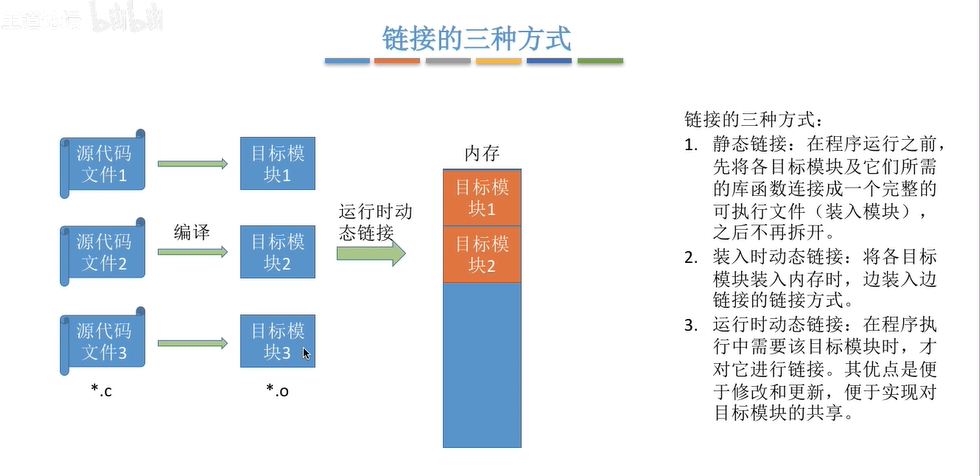 bilibili
链接的三种方式
源代码
文件1
目标模
块1
源代码
文件2
编译
目标模
块2
源代码
文件3
目标模
块3
*.c
*.o
运行时动
态链接
内存
目标模
块1
目标模
块2
链接的三种方式：
1. 静态链接：在程序运行之前，
先将各目标模块及它们所需
的库函数连接成一个完整的
可执行文件（装入模块），
之后不再拆开。
2. 装入时动态链接：将各目标
模块装入内存时，边装入边
链接的链接方式。
3. 运行时动态链接：在程序执
行中需要该目标模块时，才
对它进行链接。其优点是便
于修改和更新，便于实现对
目标模块的共享。